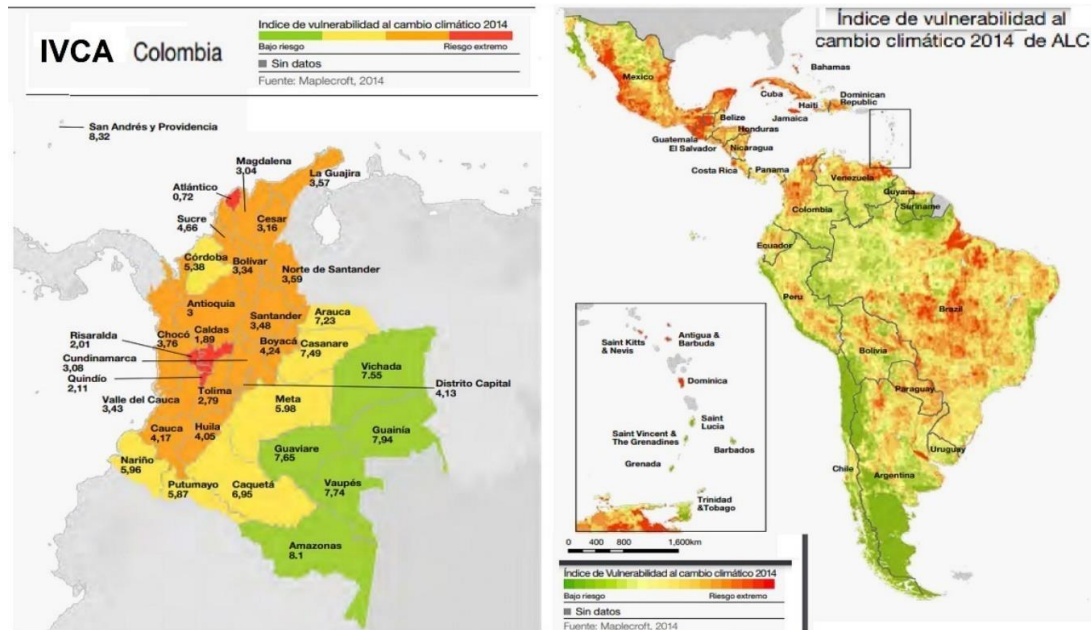 IVCA Colombia
Índice de vulnerabilidad al cambio climático 2014
Bajo riesgo
Riesgo extremo
Sin datos
Fuente: Maplecroft, 2014
San Andrés y Providencia
8,32
Magdalena
3,04
La Guajira
3,57
Atlántico
0,72
Cesar
3,16
Sucre
4,66
Córdoba
5,38
Bolívar
3,34
Norte de Santander
3,59
Antioquia
3
Santander
3,48
Arauca
7,23
Risaralda
2,01
Chocó
3,76
Caldas
1,89
Boyacá
4,24
Casanare
7,49
Cundinamarca
3,08
Vichada
7.55
Quindío
2,11
Tolima
2,79
Distrito Capital
4,13
Valle del Cauca
3,43
Meta
5.98
Cauca
4,17
Huila
4,05
Guainía
7,94
Nariño
5,96
Guaviare
7,65
Putumayo
5,87
Caquetá
6,95
Vaupés
7,74
Amazonas
8.1
Índice de vulnerabilidad al
cambio climático 2014 de ALC
Mexico
Bahamas
Cuba
Haiti
Dominican
Republic
Jamaica
Belize
Honduras
Guatemala
El Salvador
Nicaragua
Costa Rica
Panama
Venezuela
Guyana
Suriname
Colombia
Ecuador
Peru
Brazil
Bolivia
Paraguay
Uruguay
Chile
Argentina
Saint Kitts
& Nevis
Antigua &
Barbuda
Dominica
Saint
Lucia
Saint Vincent &
The Grenadines
Barbados
Grenada
Trinidad
&Tobago
0 400 800 1,600km
Índice de Vulnerabilidad al cambio climático 2014
Bajo riesgo
Riesgo extremo
Sin datos
Fuente: Maplecroft, 2014